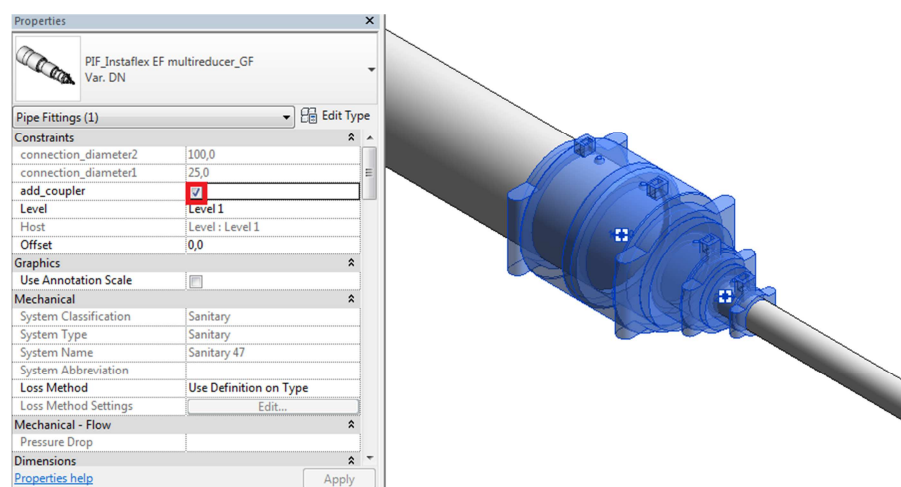 Properties
PIF_Instaflex EF multireducer_GF
Var. DN
Pipe Fittings (1)
Edit Type
Constraints
connection_diameter2 100,0
connection_diameter1 25,0
add_coupler
Level Level 1
Host Level : Level 1
Offset 0,0
Graphics
Use Annotation Scale
Mechanical
System Classification Sanitary
System Type Sanitary
System Name Sanitary 47
System Abbreviation
Loss Method Use Definition on Type
Loss Method Settings Edit...
Mechanical - Flow
Pressure Drop
Dimensions
Properties help Apply